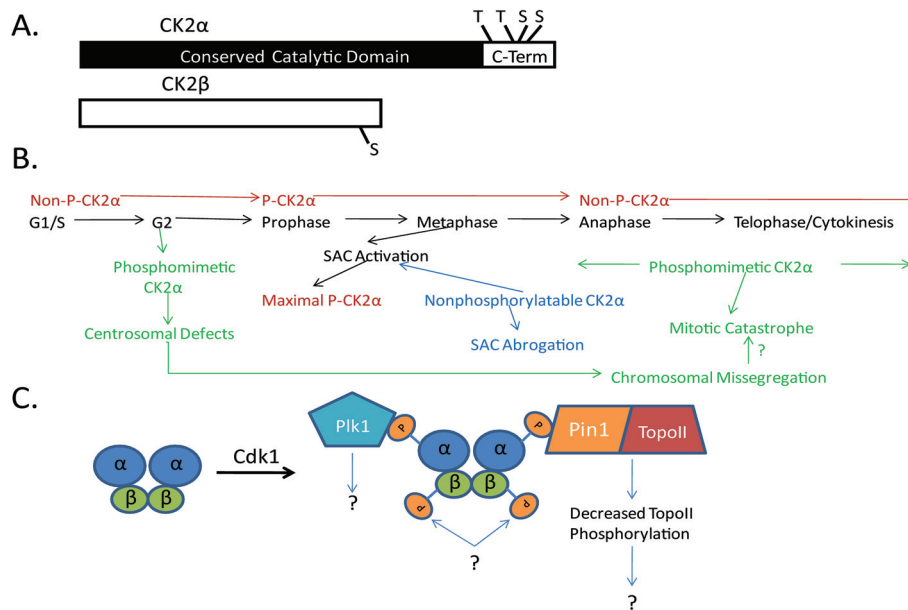 A.
CK2α
T T S S
Conserved Catalytic Domain
C-Term
CK2β
S
B.
Non-P-CK2α P-CK2α Non-P-CK2α
G1/S G2 Prophase Metaphase Anaphase Telophase/Cytokinesis
SAC Activation
Phosphomimetic
CK2α
Phosphomimetic CK2α
Maximal P-CK2α
Nonphosphorylatable CK2α
Centrosomal Defects
SAC Abrogation
Mitotic Catastrophe
?
Chromosomal Missegregation
C.
Plk1
P
P
Pin1
TopoII
Cdk1
α α
β β
α α
β β
P
P
?
?
Decreased TopoII
Phosphorylation
?